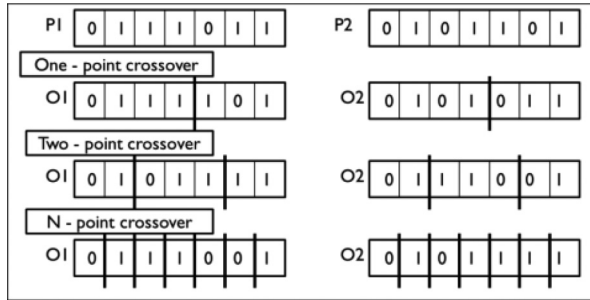 P1 0 1 1 1 0 1 1 P2 0 1 0 1 1 0 1
One - point crossover
O1 0 1 1 1 1 0 1 O2 0 1 0 1 0 1 1
Two - point crossover
O1 0 1 0 1 1 1 1 O2 0 1 1 1 0 0 1
N - point crossover
O1 0 1 1 1 0 0 1 O2 0 1 0 1 1 1 1